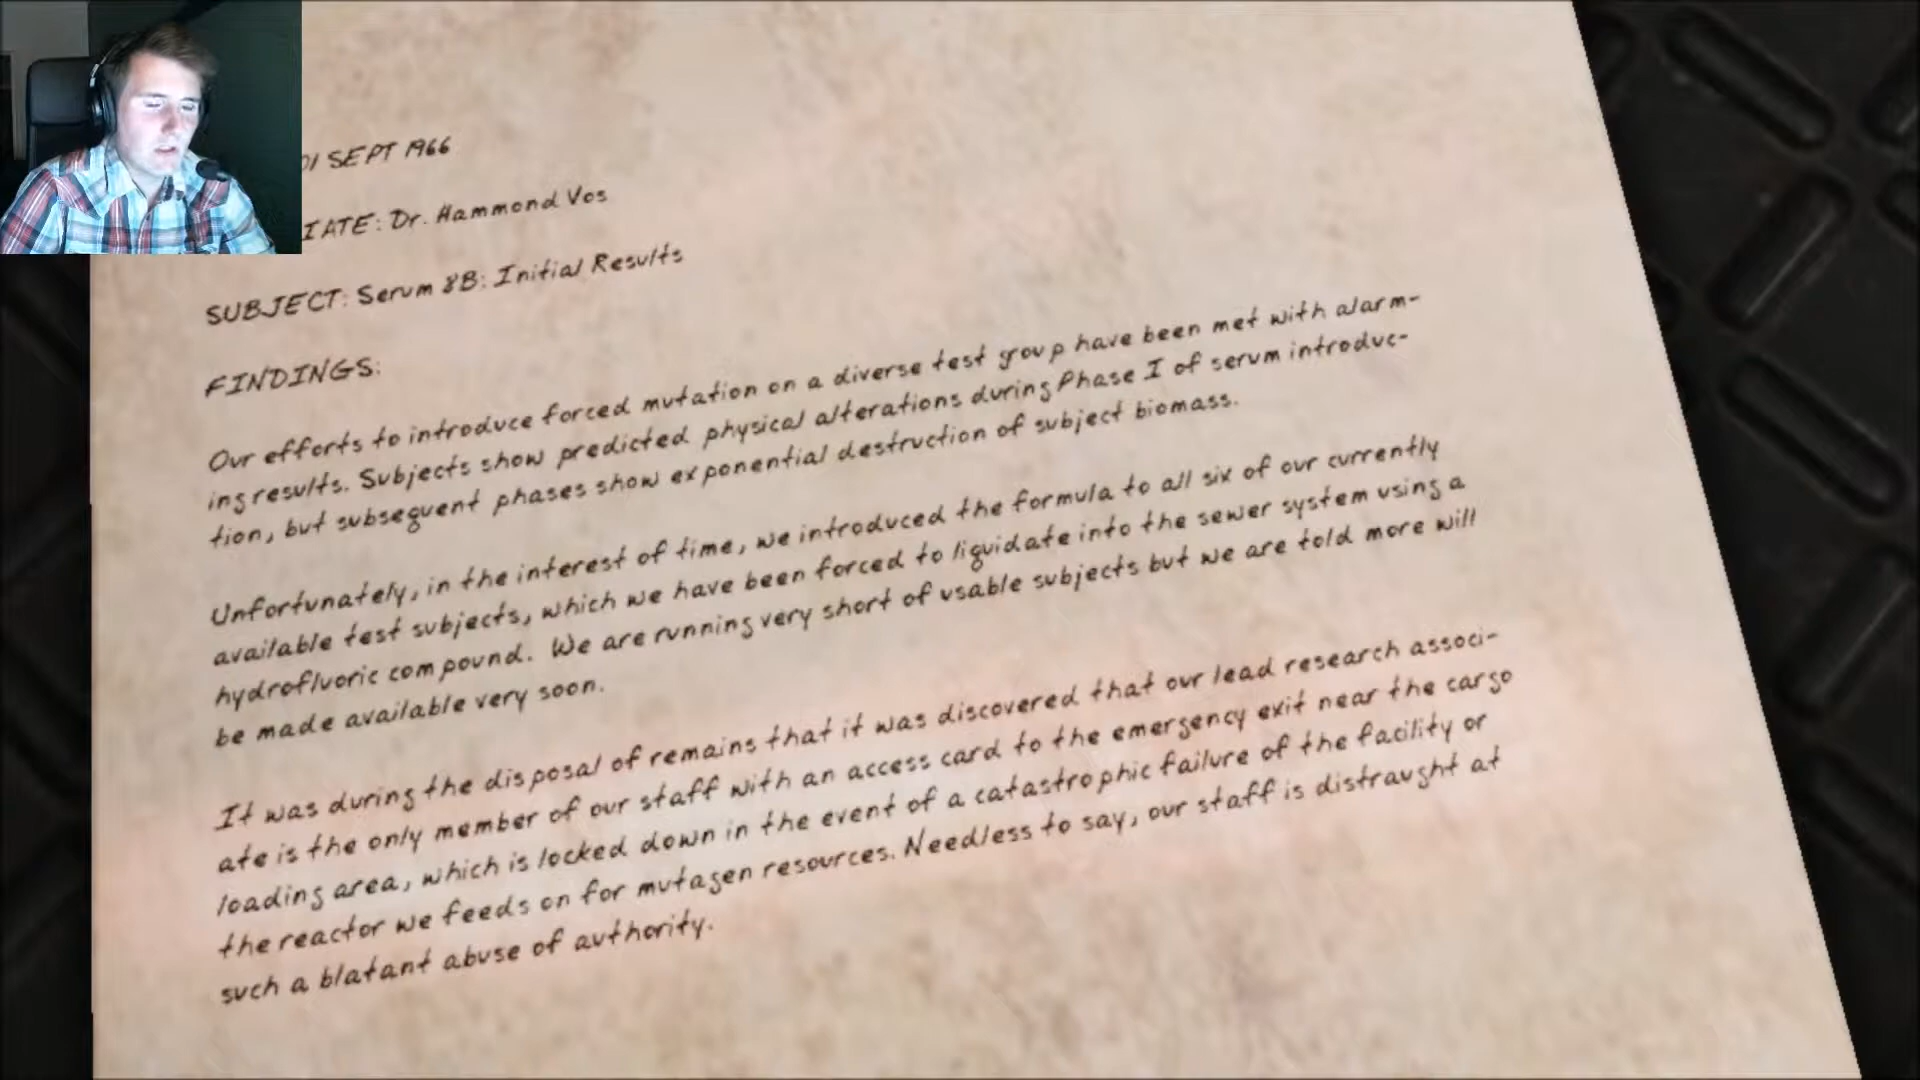 01 SEPT 1966
IATE: Dr. Hammond Vos
SUBJECT: Serum 8B: Initial Results
FINDINGS:
Our efforts to introduce forced mutation on a diverse test group have been met with alarm-
ing results. Subjects show predicted physical alterations during Phase I of serum introduc-
tion, but subsequent phases show exponential destruction of subject biomass.
Unfortunately, in the interest of time, we introduced the formula to all six of our currently
available test subjects, which we have been forced to liquidate into the sewer system using a
hydrofluoric compound. We are running very short of usable subjects but we are told more will
be made available very soon.
It was during the disposal of remains that it was discovered that our lead research associ-
ate is the only member of our staff with an access card to the emergency exit near the cargo
loading area, which is locked down in the event of a catastrophic failure of the facility or
the reactor we feeds on for mutagen resources. Needless to say, our staff is distraught at
such a blatant abuse of authority.